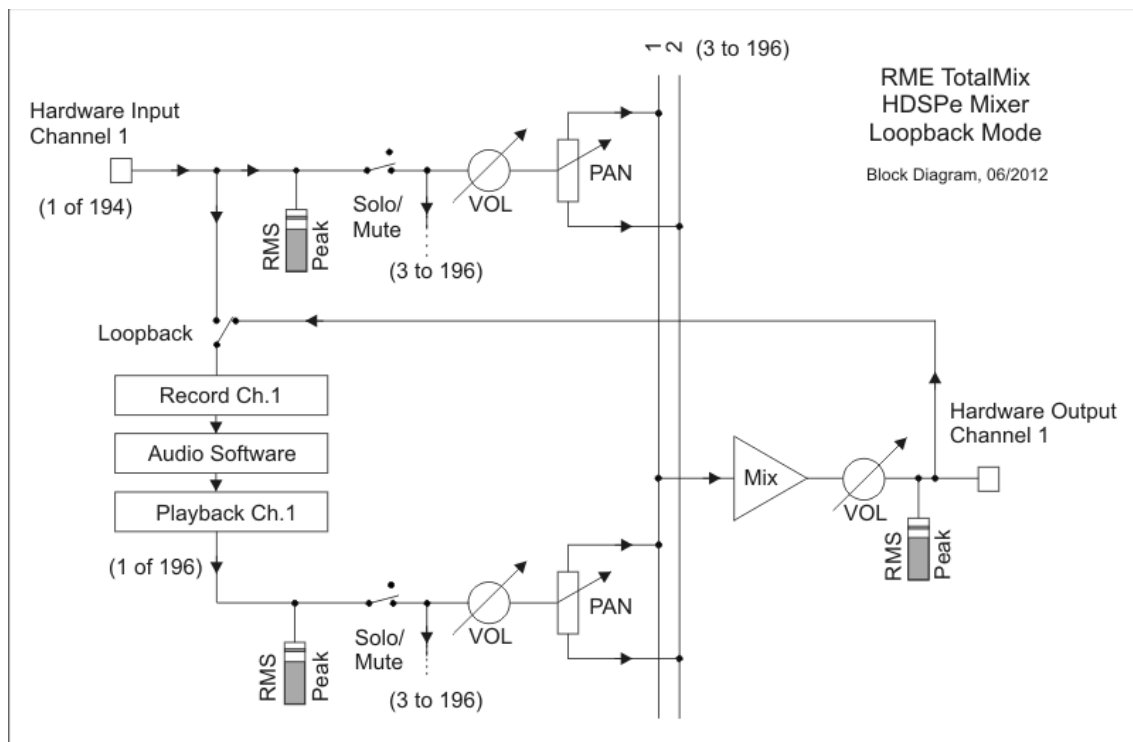 1
2
(3 to 196)
RME TotalMix
HDSPe Mixer
Loopback Mode
Block Diagram, 06/2012
Hardware Input
Channel 1
(1 of 194)
RMS
Peak
Solo/
Mute
(3 to 196)
VOL
PAN
Loopback
Record Ch.1
Audio Software
Playback Ch.1
(1 of 196)
RMS
Peak
Solo/
Mute
(3 to 196)
VOL
PAN
Mix
VOL
RMS
Peak
Hardware Output
Channel 1